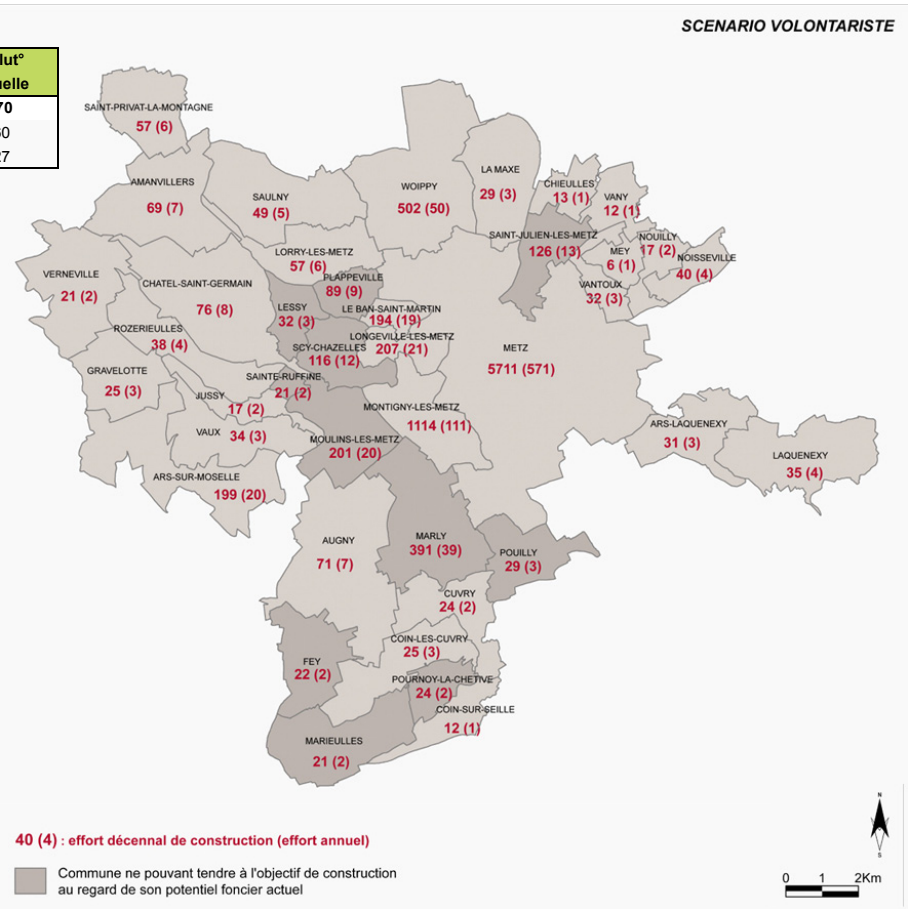 SCENARIO VOLONTARISTE
SAINT-PRIVAT-LA-MONTAGNE
57 (6)
AMANVILLERS
69 (7)
SAULNY
49 (5)
WOIPPY
502 (50)
LA MAXE
29 (3)
CHIEULLES
13 (1)
VANY
12 (1)
SAINT-JULIEN-LES-METZ
126 (13)
MEY
6 (1)
NOUILLY
17 (2)
NOISSEVILLE
40 (4)
VANTOUX
32 (3)
LORRY-LES-METZ
57 (6)
PLAPPEVILLE
89 (9)
VERNEVILLE
21 (2)
CHATEL-SAINT-GERMAIN
76 (8)
LESSY
32 (3)
LE BAN-SAINT-MARTIN
194 (19)
ROZERIEULLES
38 (4)
SCY-CHAZELLES
116 (12)
LONGEVILLE-LES-METZ
207 (21)
METZ
5711 (571)
GRAVELOTTE
25 (3)
SAINTE-RUFFINE
21 (2)
JUSSY
17 (2)
MONTIGNY-LES-METZ
1114 (111)
VAUX
34 (3)
MOULINS-LES-METZ
201 (20)
ARS-LAQUENEXY
31 (3)
LAQUENEXY
35 (4)
ARS-SUR-MOSELLE
199 (20)
AUGNY
71 (7)
MARLY
391 (39)
POUILLY
29 (3)
CUVRY
24 (2)
COIN-LES-CUVRY
25 (3)
FEY
22 (2)
POURNOY-LA-CHETIVE
24 (2)
COIN-SUR-SEILLE
12 (1)
MARIEULLES
21 (2)
40 (4) : effort décennal de construction (effort annuel)
Commune ne pouvant tendre à l'objectif de construction
au regard de son potentiel foncier actuel
N
S
0 1 2Km